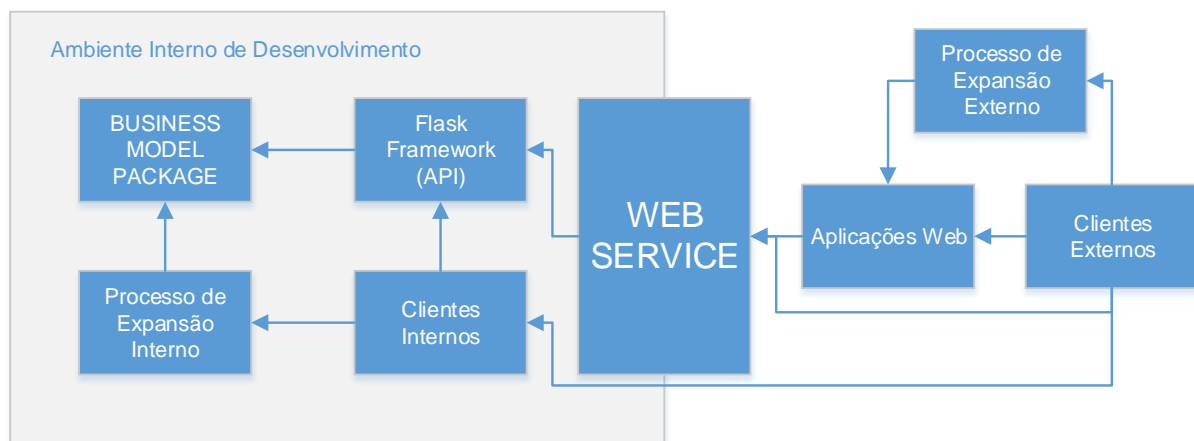 Ambiente Interno de Desenvolvimento
BUSINESS
MODEL
PACKAGE
Flask
Framework
(API)
Processo de
Expansão
Interno
Clientes
Internos
WEB
SERVICE
Processo de
Expansão
Externo
Aplicações Web
Clientes
Externos